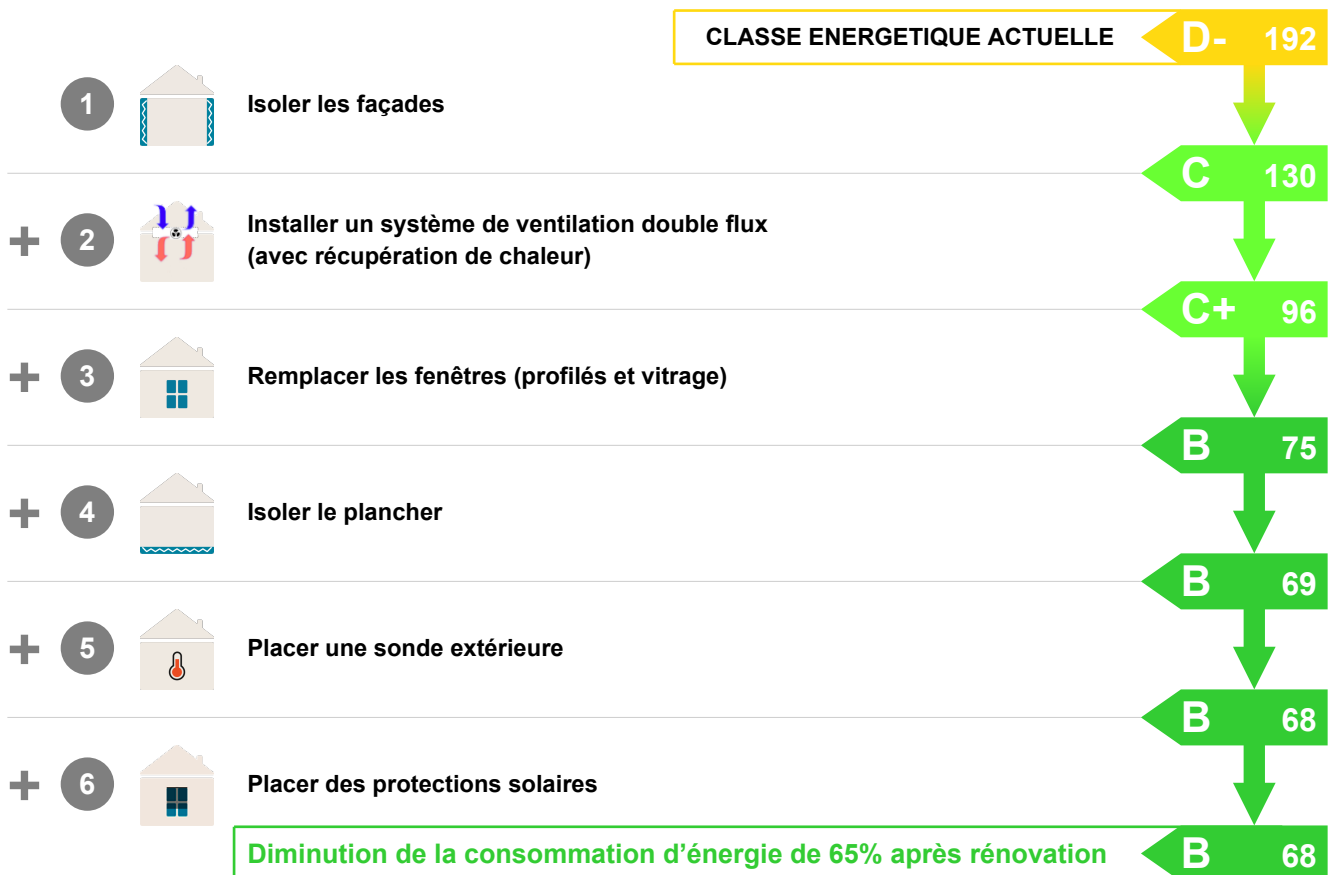 CLASSE ENERGETIQUE ACTUELLE D- 192
1 Isoler les façades
C 130
+ 2 Installer un système de ventilation double flux
(avec récupération de chaleur)
C+ 96
+ 3 Remplacer les fenêtres (profilés et vitrage)
B 75
+ 4 Isoler le plancher
B 69
+ 5 Placer une sonde extérieure
B 68
+ 6 Placer des protections solaires
Diminution de la consommation d’énergie de 65% après rénovation B 68